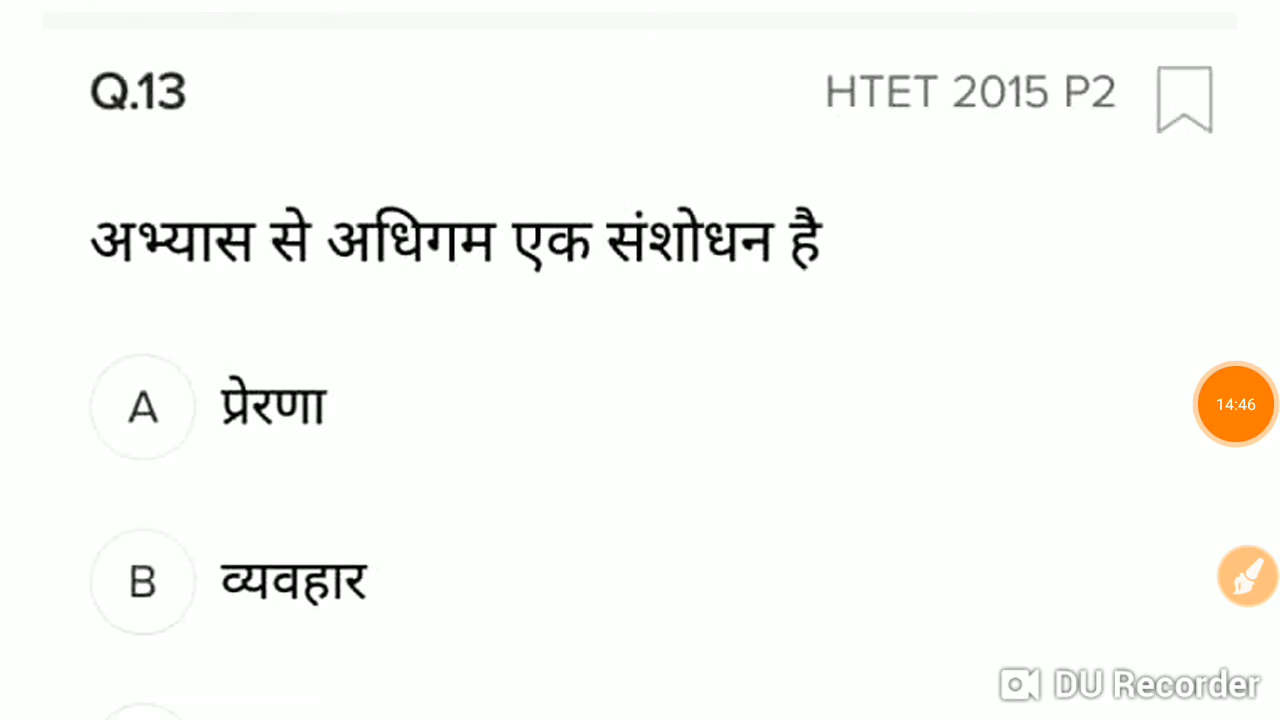 Q.13
HTET 2015 P2
अभ्यास से अधिगम एक संशोधन है
A प्रेरणा
14:46
B व्यवहार
DU Recorder